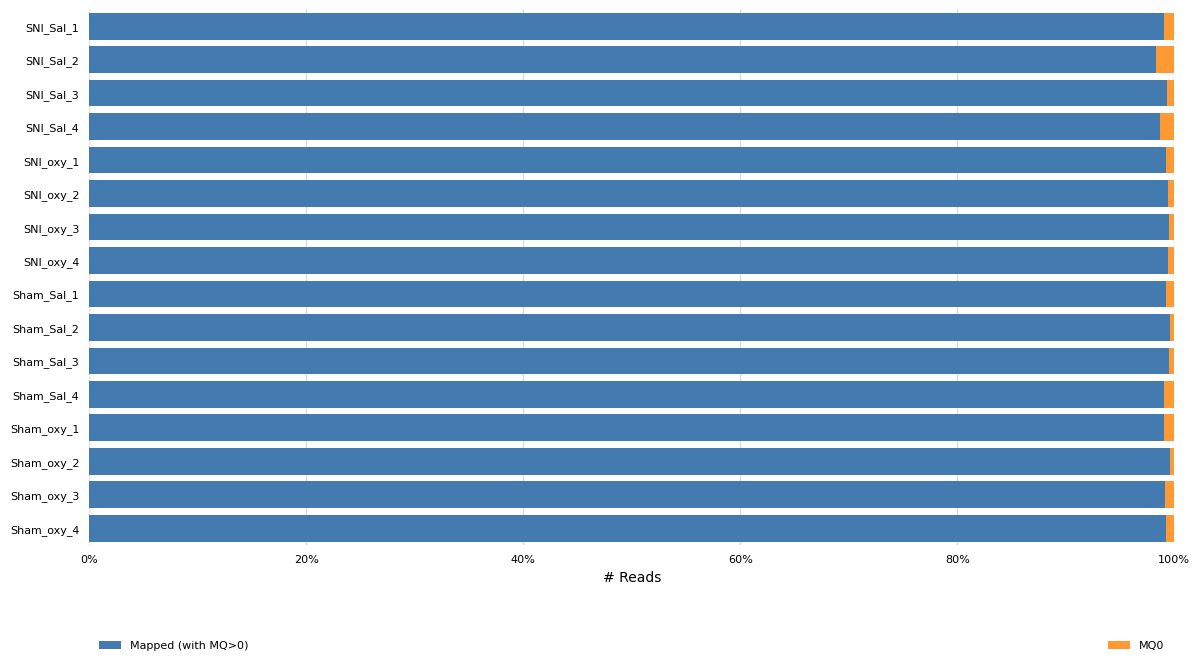 SNI_Sal_1
SNI_Sal_2
SNI_Sal_3
SNI_Sal_4
SNI_oxy_1
SNI_oxy_2
SNI_oxy_3
SNI_oxy_4
Sham_Sal_1
Sham_Sal_2
Sham_Sal_3
Sham_Sal_4
Sham_oxy_1
Sham_oxy_2
Sham_oxy_3
Sham_oxy_4
0% 20% 40% 60% 80% 100%
# Reads
Mapped (with MQ>0) MQ0